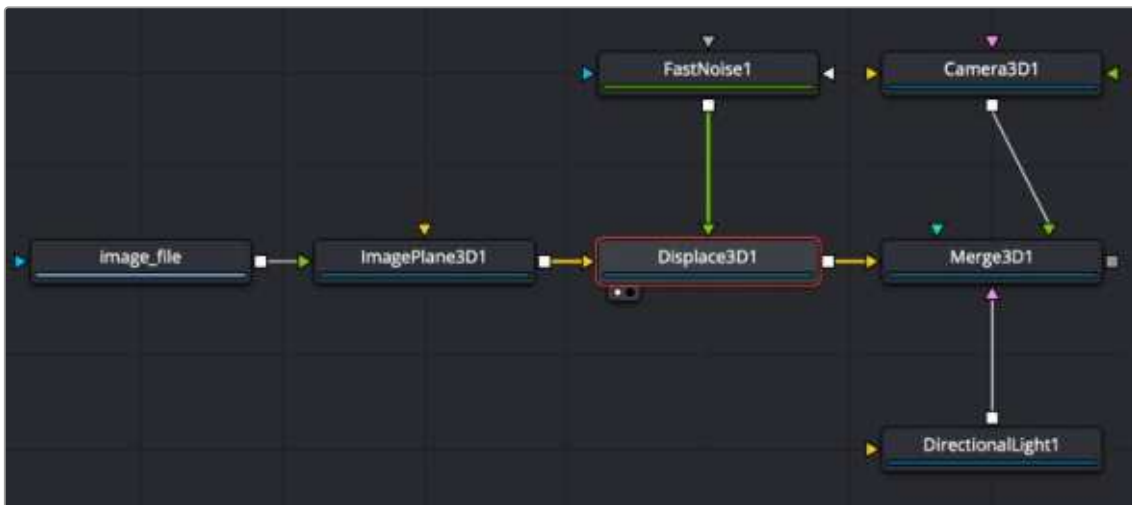 FastNoise1
Camera3D1
image_file
ImagePlane3D1
Displace3D1
Merge3D1
DirectionalLight1